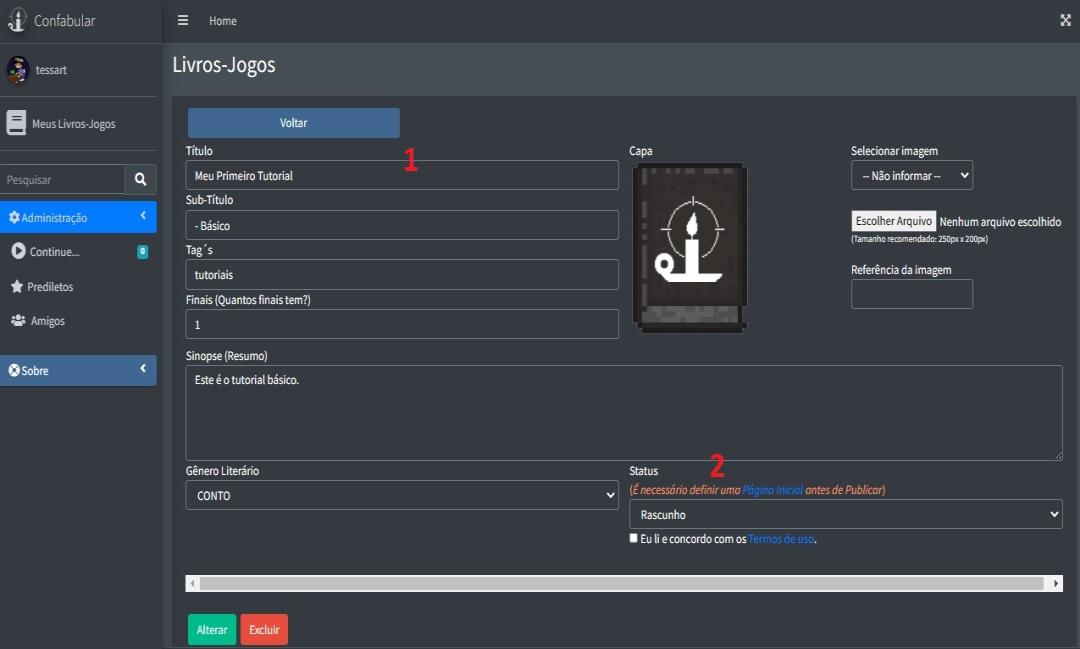 Confabular
Home
tessart
Livros-Jogos
Meus Livros-Jogos
Voltar
1
Título
Meu Primeiro Tutorial
Capa
Selecionar imagem
-- Não informar --
Pesquisar
Sub-Título
- Básico
Administração
Escolher Arquivo Nenhum arquivo escolhido
(Tamanho recomendado: 250px x 200px)
Continue...
0
Tag´s
tutoriais
Referência da imagem
Prediletos
Finais (Quantos finais tem?)
1
Amigos
Sinopse (Resumo)
Este é o tutorial básico.
Sobre
Gênero Literário
CONTO
2
Status
(É necessário definir uma Página Inicial antes de Publicar)
Rascunho
Eu li e concordo com os Termos de uso.
Alterar
Excluir